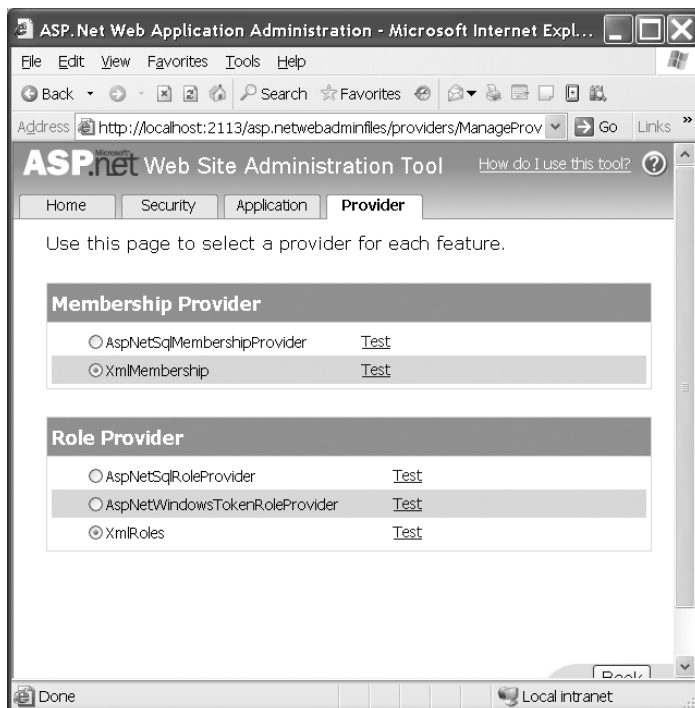 ASP.Net Web Application Administration - Microsoft Internet Expl...
File Edit View Favorites Tools Help
Back Search Favorites
Address http://localhost:2113/asp.netwebadminfiles/providers/ManageProv Go Links »
Microsoft
ASP.net Web Site Administration Tool How do I use this tool? ?
Home Security Application Provider
Use this page to select a provider for each feature.
Membership Provider
AspNetSqlMembershipProvider Test
XmlMembership Test
Role Provider
AspNetSqlRoleProvider Test
AspNetWindowsTokenRoleProvider Test
XmlRoles Test
Back
Done Local intranet